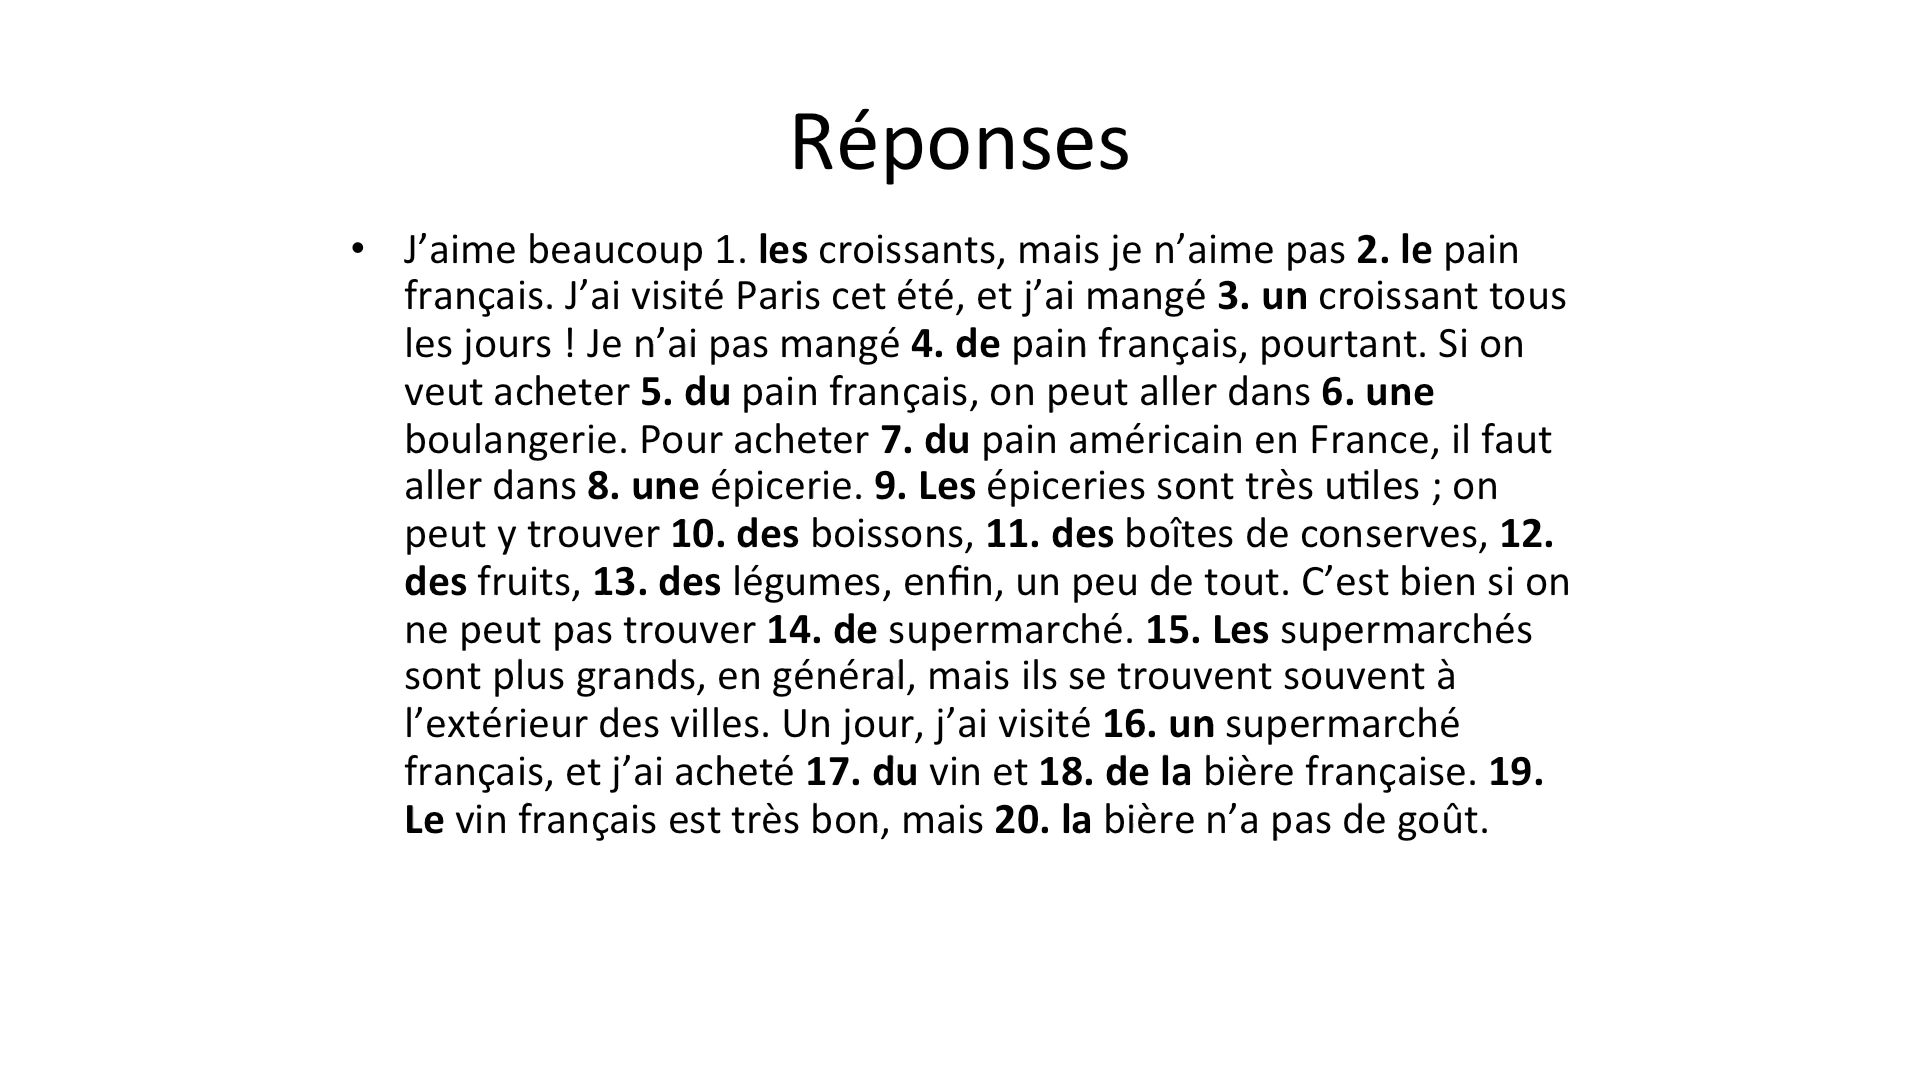 Réponses
• J’aime beaucoup 1. les croissants, mais je n’aime pas 2. le pain
français. J’ai visité Paris cet été, et j’ai mangé 3. un croissant tous
les jours ! Je n’ai pas mangé 4. de pain français, pourtant. Si on
veut acheter 5. du pain français, on peut aller dans 6. une
boulangerie. Pour acheter 7. du pain américain en France, il faut
aller dans 8. une épicerie. 9. Les épiceries sont très utiles ; on
peut y trouver 10. des boissons, 11. des boîtes de conserves, 12.
des fruits, 13. des légumes, enfin, un peu de tout. C’est bien si on
ne peut pas trouver 14. de supermarché. 15. Les supermarchés
sont plus grands, en général, mais ils se trouvent souvent à
l’extérieur des villes. Un jour, j’ai visité 16. un supermarché
français, et j’ai acheté 17. du vin et 18. de la bière française. 19.
Le vin français est très bon, mais 20. la bière n’a pas de goût.